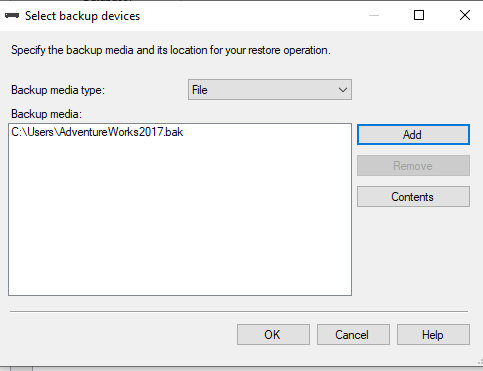 Select backup devices
Specify the backup media and its location for your restore operation.
Backup media type:
File
Backup media:
C:\Users\AdventureWorks2017.bak
Add
Remove
Contents
OK
Cancel
Help